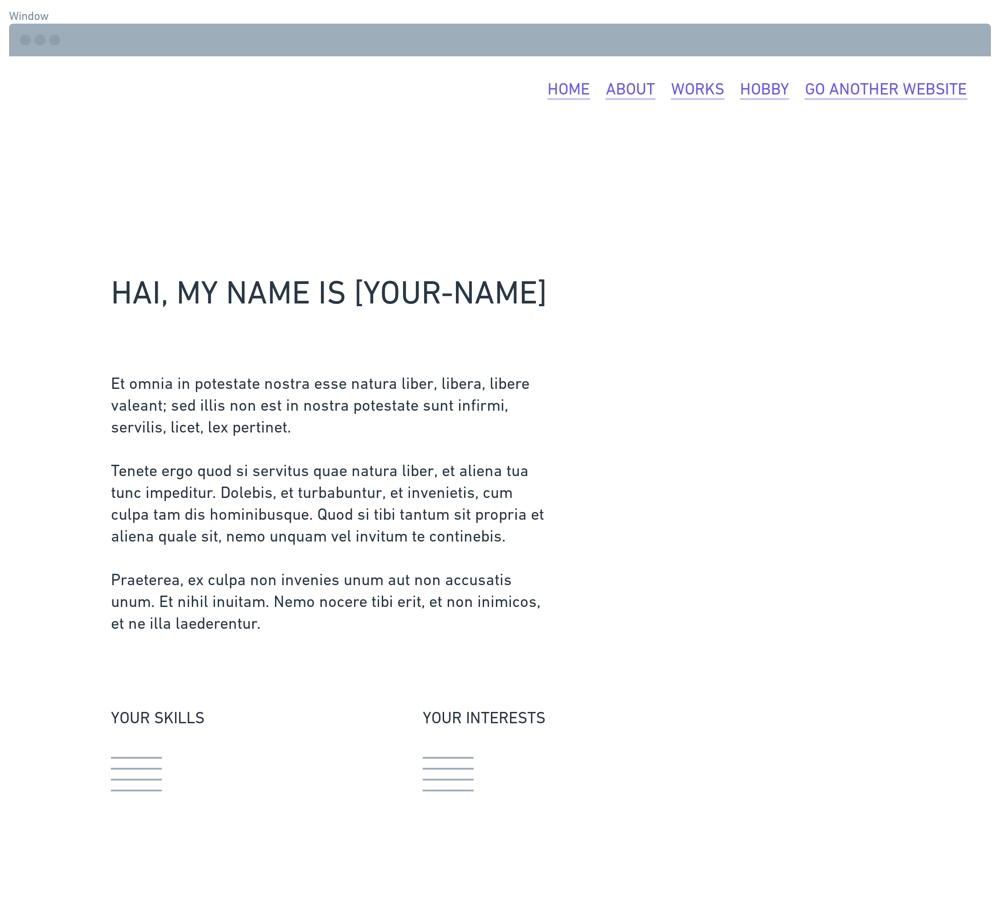 Window
HOME ABOUT WORKS HOBBY GO ANOTHER WEBSITE
HAI, MY NAME IS [YOUR-NAME]
Et omnia in potestate nostra esse natura liber, libera, libere
valeant; sed illis non est in nostra potestate sunt infirmi,
servilis, licet, lex pertinet.
Tenete ergo quod si servitus quae natura liber, et aliena tua
tunc impeditur. Dolebis, et turbabuntur, et invenietis, cum
culpa tam dis hominibusque. Quod si tibi tantum sit propria et
aliena quale sit, nemo unquam vel invitum te continebis.
Praeterea, ex culpa non invenies unum aut non accusatis
unum. Et nihil inuitam. Nemo nocere tibi erit, et non inimicos,
et ne illa laederentur.
YOUR SKILLS YOUR INTERESTS